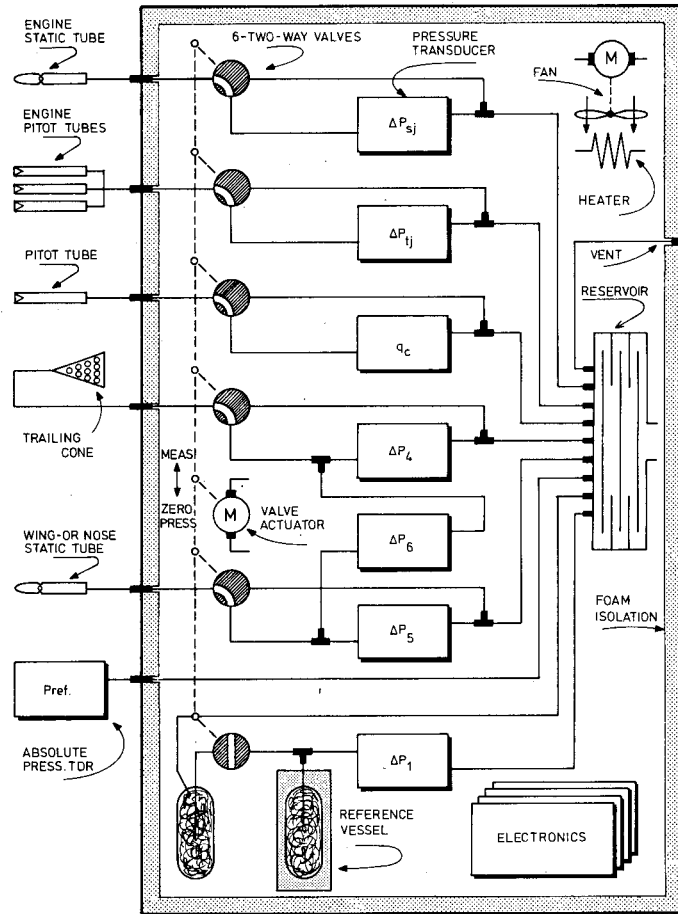 ENGINE
STATIC TUBE
6-TWO-WAY VALVES
PRESSURE
TRANSDUCER
M
FAN
ΔPsj
ENGINE
PITOT TUBES
HEATER
ΔPtj
PITOT TUBE
VENT
RESERVOIR
qc
TRAILING
CONE
ΔP4
MEAS
ZERO
PRESS
M
VALVE
ACTUATOR
ΔP6
WING-OR NOSE
STATIC TUBE
ΔP5
FOAM
ISOLATION
Pref.
ABSOLUTE
PRESS. TDR
ΔP1
REFERENCE
VESSEL
ELECTRONICS